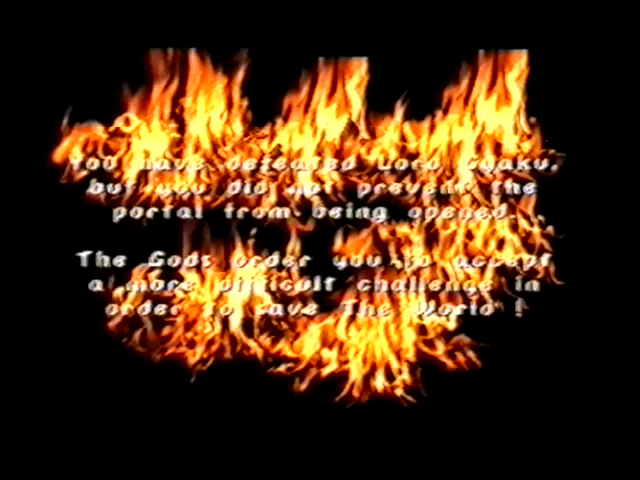 You have defeated Lord Gyaku,
but you did not prevent the
portal from being opened.
The Gods order you to accept
a more difficult challenge in
order to save The World !